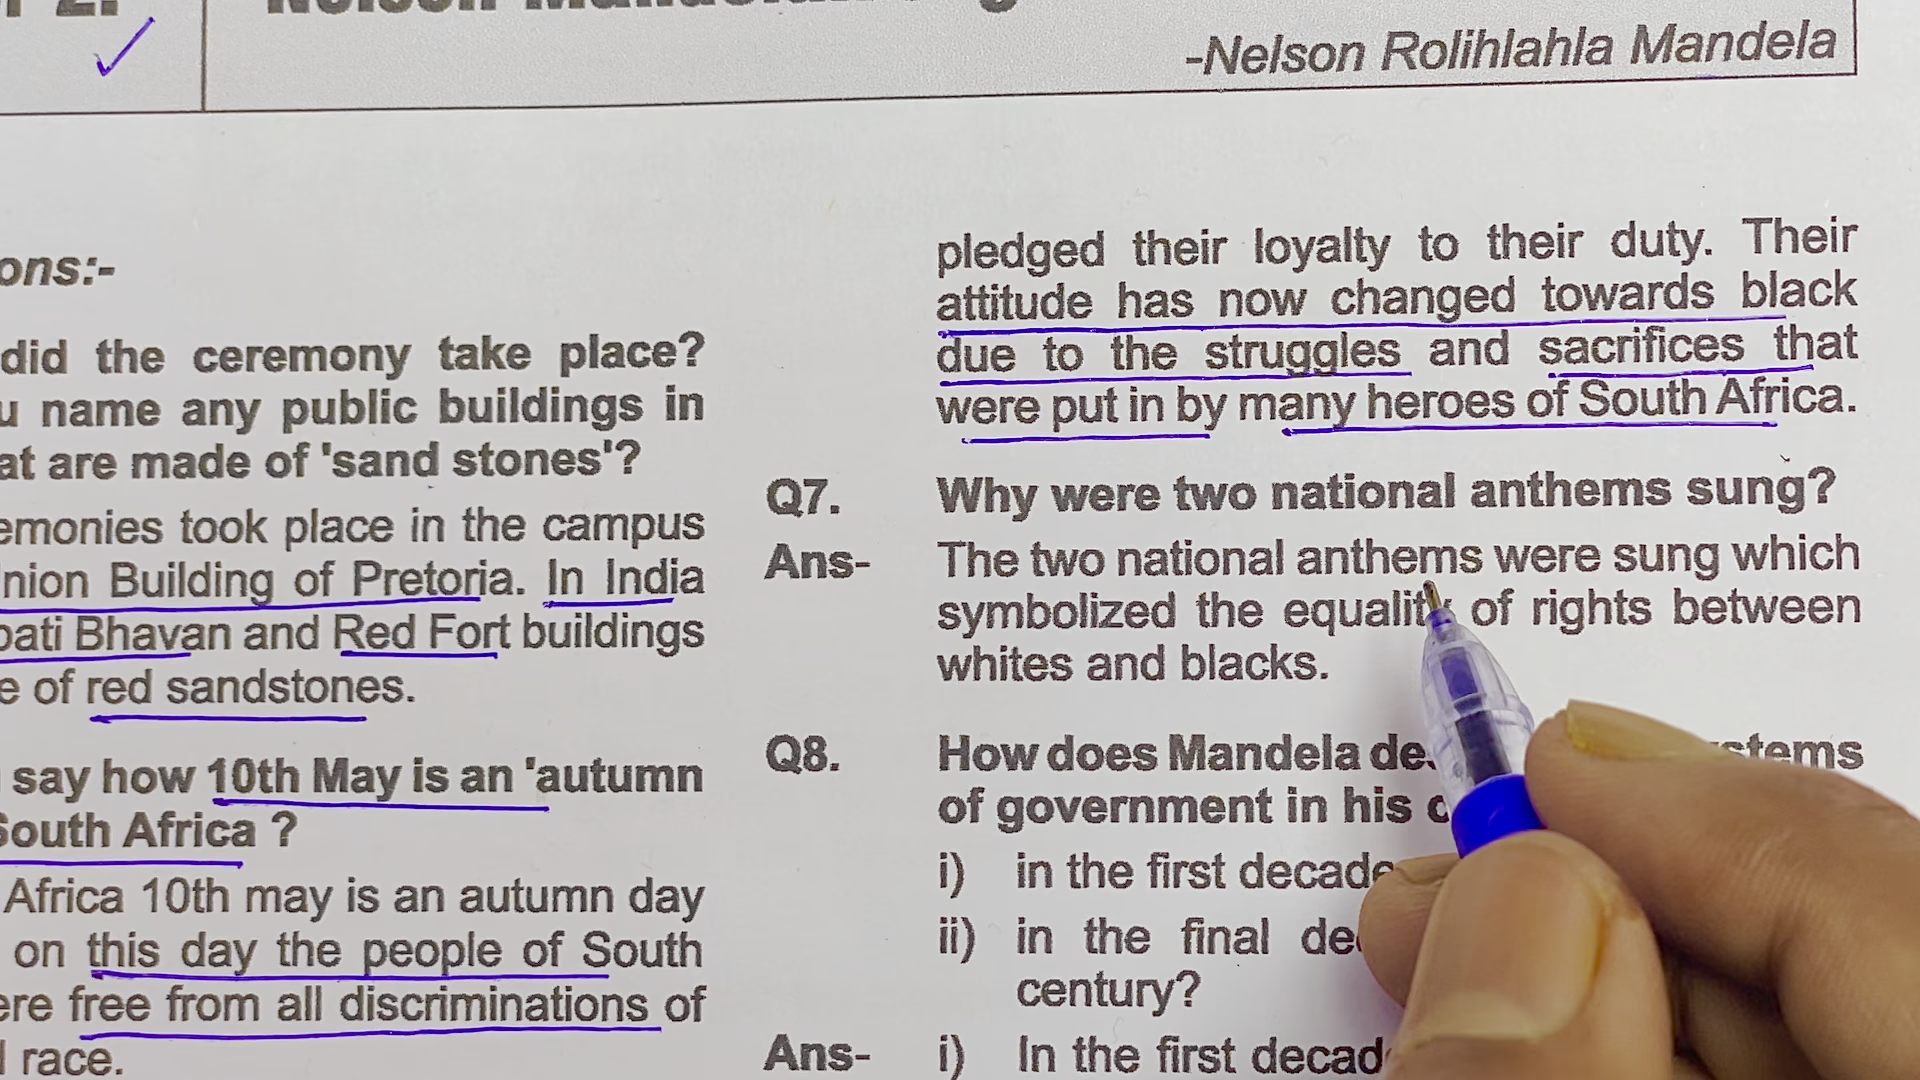 -Nelson Rolihlahla Mandela
ons:-
did the ceremony take place?
u name any public buildings in
at are made of 'sand stones'?
emonies took place in the campus
nion Building of Pretoria. In India
pati Bhavan and Red Fort buildings
e of red sandstones.
say how 10th May is an 'autumn
South Africa ?
Africa 10th may is an autumn day
on this day the people of South
ere free from all discriminations of
race.
pledged their loyalty to their duty. Their
attitude has now changed towards black
due to the struggles and sacrifices that
were put in by many heroes of South Africa.
Q7. Why were two national anthems sung?
Ans- The two national anthems were sung which
symbolized the equality of rights between
whites and blacks.
Q8. How does Mandela de stems
of government in his c
i) in the first decade
ii) in the final de
century?
Ans- i) In the first decad